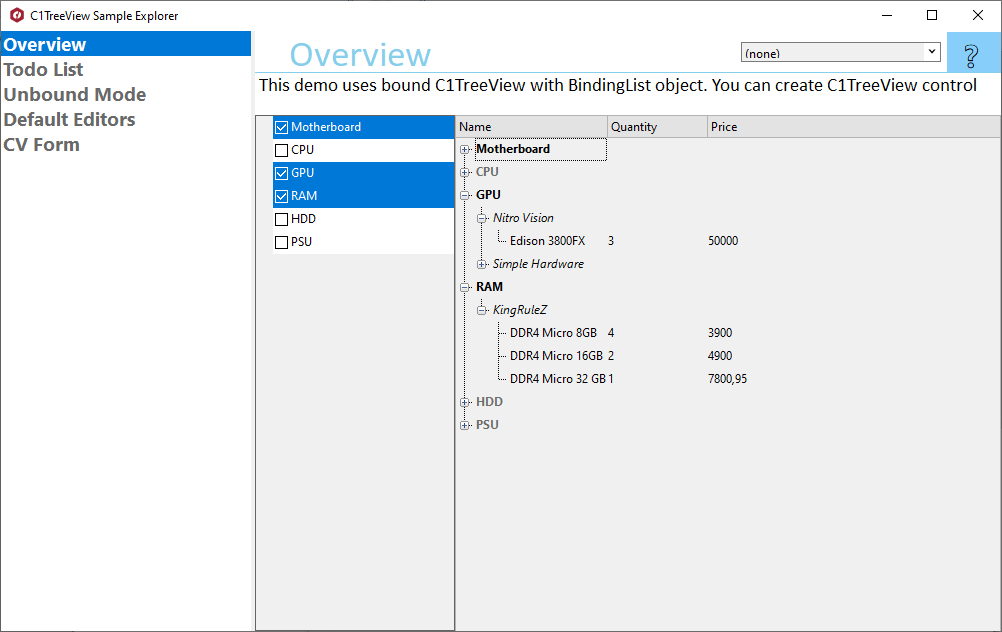 C1TreeView Sample Explorer
Overview
Todo List
Unbound Mode
Default Editors
CV Form
Overview
(none)
?
This demo uses bound C1TreeView with BindingList object. You can create C1TreeView control
Motherboard
CPU
GPU
RAM
HDD
PSU
Name Quantity Price
Motherboard
CPU
GPU
Nitro Vision
Edison 3800FX 3 50000
Simple Hardware
RAM
KingRuleZ
DDR4 Micro 8GB 4 3900
DDR4 Micro 16GB 2 4900
DDR4 Micro 32 GB 1 7800,95
HDD
PSU